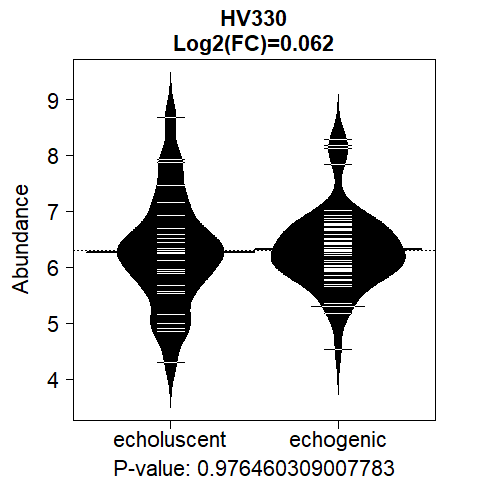 HV330
Log2(FC)=0.062
Abundance
9
8
7
6
5
4
echoluscent
echogenic
P-value: 0.976460309007783